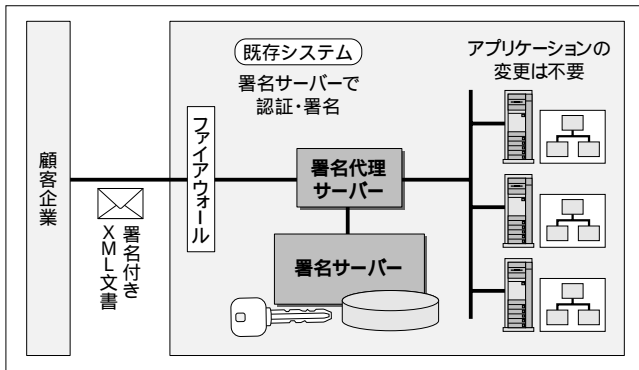 既存システム
署名サーバーで
認証・署名
アプリケーションの
変更は不要
顧客企業
署名付き
XML文書
ファイアウォール
署名代理
サーバー
署名サーバー